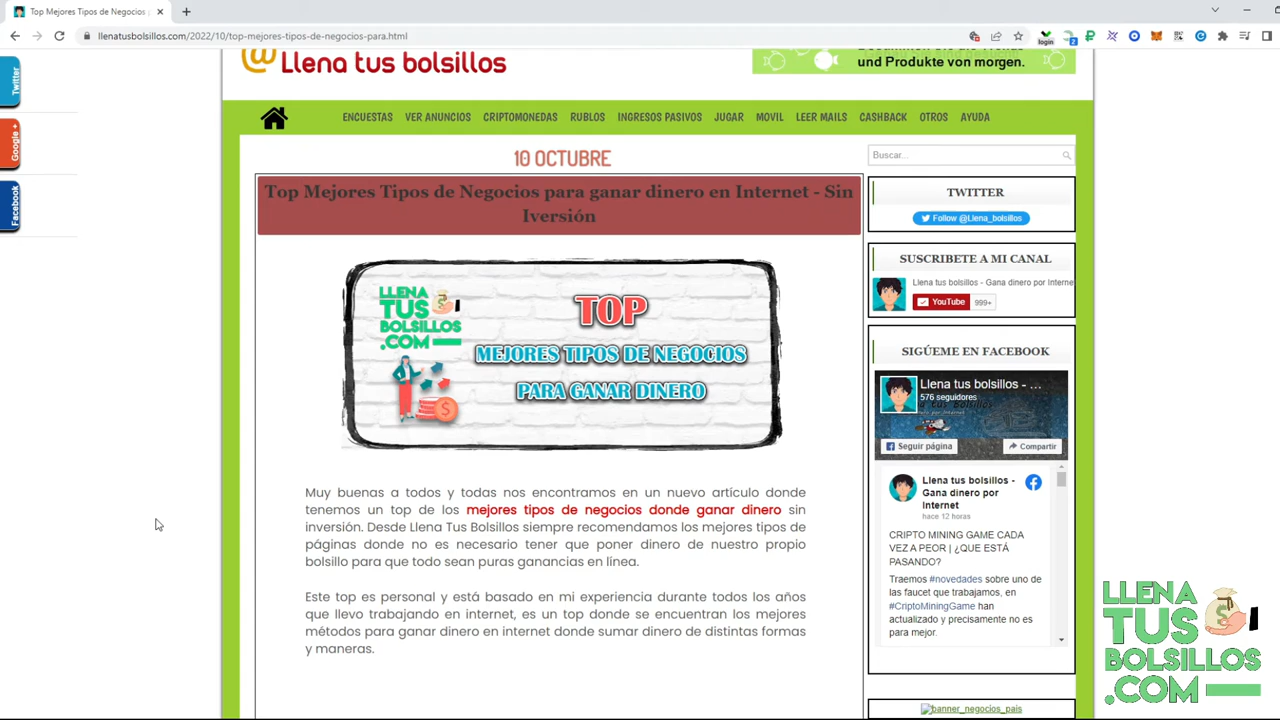 Top Mejores Tipos de Negocios
llenatusbolsillos.com/2022/10/top-mejores-tipos-de-negocios-para.html
login
2
Twitter
Google +
Facebook
@Llena tus bolsillos
und Produkte von morgen.
ENCUESTAS VER ANUNCIOS CRIPTOMONEDAS RUBLOS INGRESOS PASIVOS JUGAR MOVIL LEER MAILS CASHBACK OTROS AYUDA
10 OCTUBRE
Top Mejores Tipos de Negocios para ganar dinero en Internet - Sin
Iversión
LLENA
TUS
BOLSILLOS
.COM
TOP
MEJORES TIPOS DE NEGOCIOS
PARA GANAR DINERO
Muy buenas a todos y todas nos encontramos en un nuevo artículo donde
tenemos un top de los mejores tipos de negocios donde ganar dinero sin
inversión. Desde Llena Tus Bolsillos siempre recomendamos los mejores tipos de
páginas donde no es necesario tener que poner dinero de nuestro propio
bolsillo para que todo sean puras ganancias en línea.
Este top es personal y está basado en mi experiencia durante todos los años
que llevo trabajando en internet, es un top donde se encuentran los mejores
métodos para ganar dinero en internet donde sumar dinero de distintas formas
y maneras.
Buscar...
TWITTER
Follow @Llena_bolsillos
SUSCRIBETE A MI CANAL
Llena tus bolsillos - Gana dinero por Interne
YouTube 999+
SIGÚEME EN FACEBOOK
Llena tus bolsillos - ...
576 seguidores
Seguir página Compartir
Llena tus bolsillos -
Gana dinero por
internet
hace 12 horas
CRIPTO MINING GAME CADA
VEZ A PEOR | ¿QUE ESTÁ
PASANDO?
Traemos #novedades sobre uno de
las faucet que trabajamos, en
#CriptoMiningGame han
actualizado y precisamente no es
para mejor.
banner_negocios_pais
LLENA
TUS
BOLSILLOS
.COM